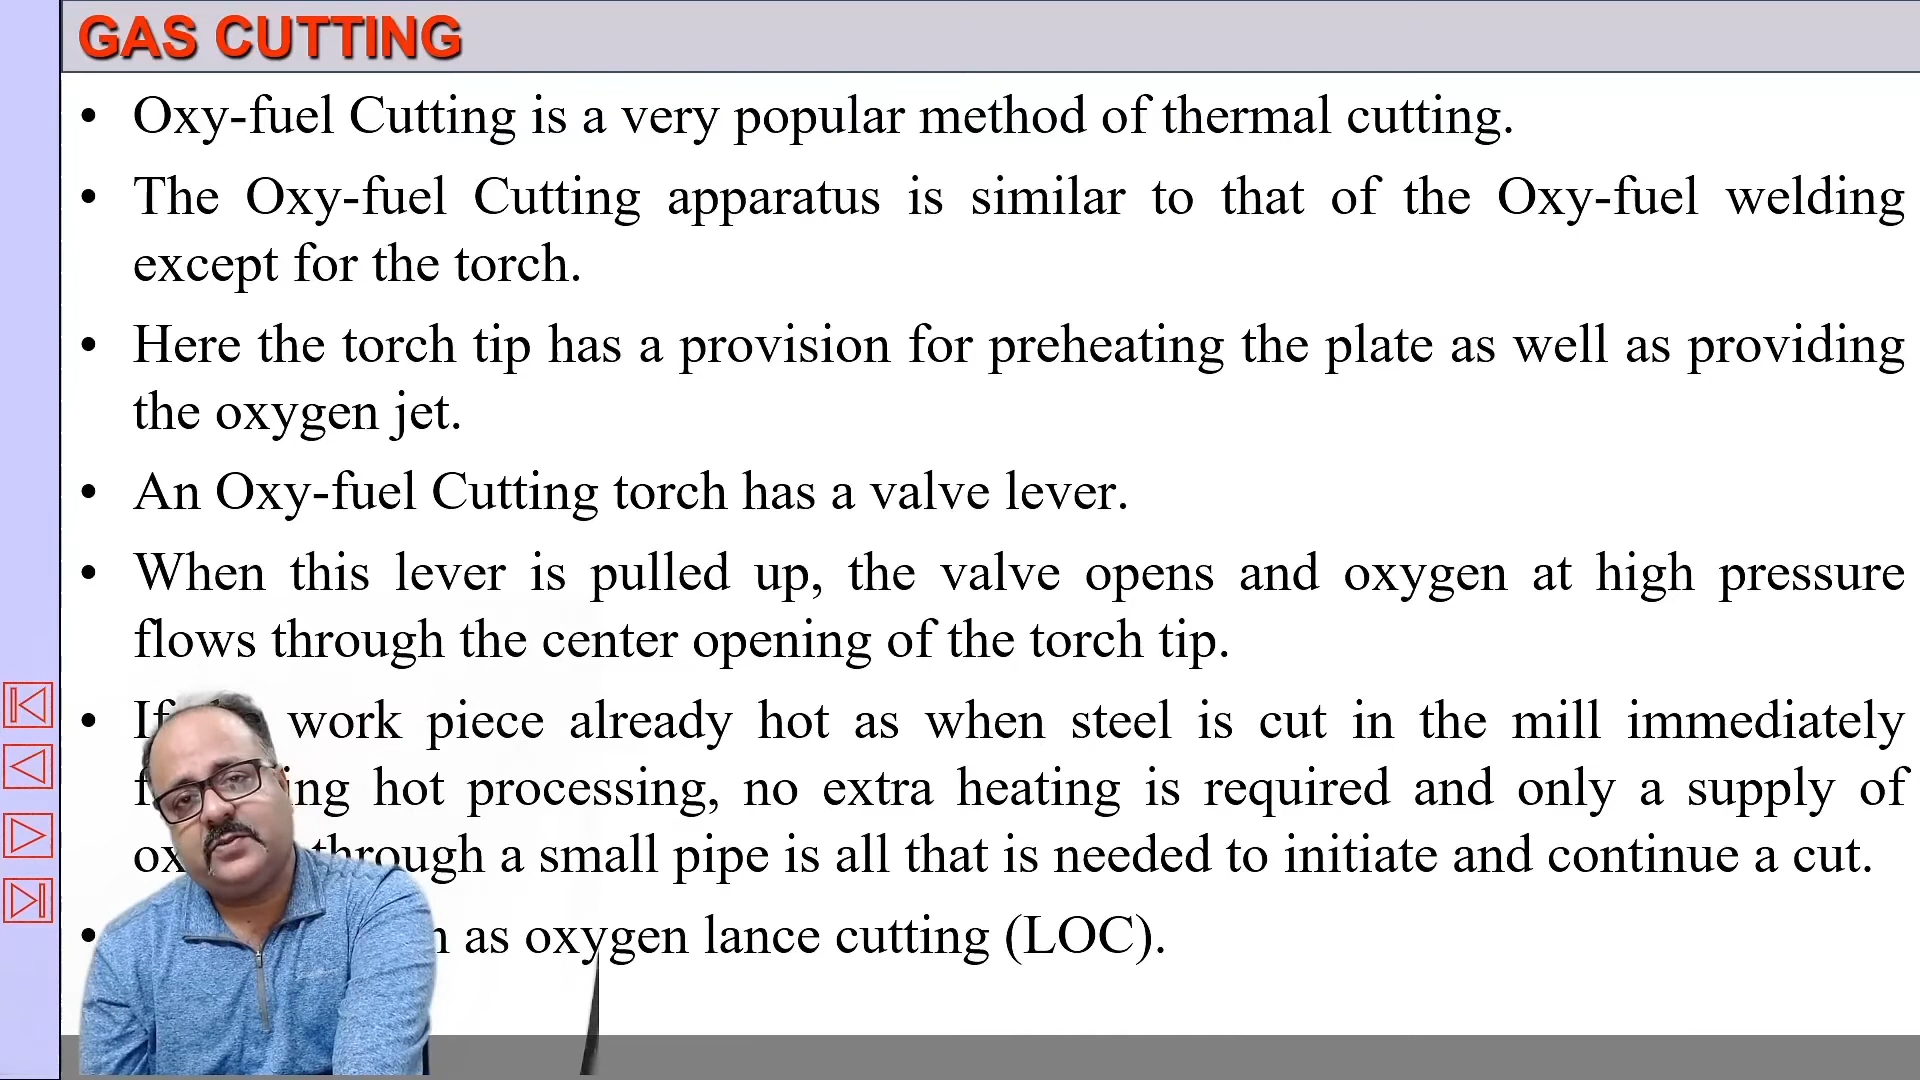 GAS CUTTING
• Oxy-fuel Cutting is a very popular method of thermal cutting.
• The Oxy-fuel Cutting apparatus is similar to that of the Oxy-fuel welding
except for the torch.
• Here the torch tip has a provision for preheating the plate as well as providing
the oxygen jet.
• An Oxy-fuel Cutting torch has a valve lever.
• When this lever is pulled up, the valve opens and oxygen at high pressure
flows through the center opening of the torch tip.
• If work piece already hot as when steel is cut in the mill immediately
hot processing, no extra heating is required and only a supply of
through a small pipe is all that is needed to initiate and continue a cut.
• as oxygen lance cutting (LOC).